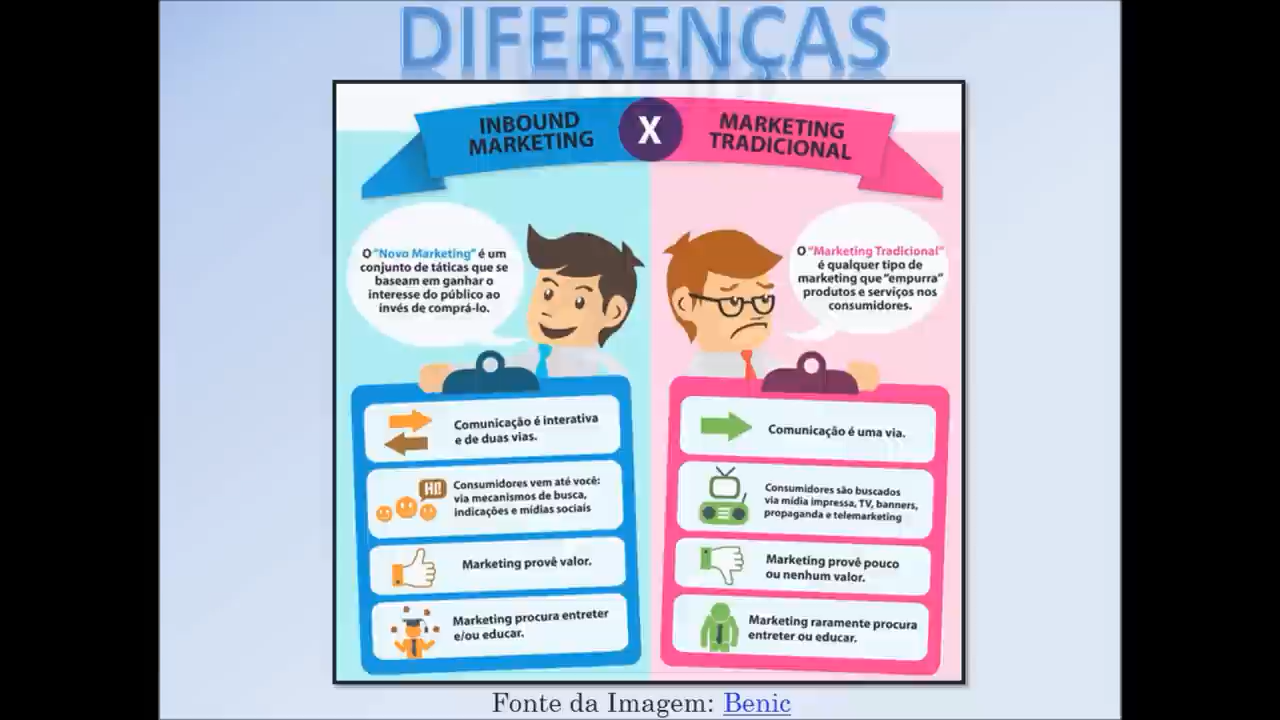 DIFERENÇAS
INBOUND
MARKETING
X
MARKETING
TRADICIONAL
O "Novo Marketing" é um
conjunto de táticas que se
baseam em ganhar o
interesse do público ao
invés de comprá-lo.
O "Marketing Tradicional"
é qualquer tipo de
marketing que "empurra"
produtos e serviços nos
consumidores.
Comunicação é interativa
e de duas vias.
HI!
Consumidores vem até você:
via mecanismos de busca,
indicações e mídias sociais
Marketing provê valor.
Marketing procura entreter
e/ou educar.
Comunicação é uma via.
Consumidores são buscados
via mídia impressa, TV, banners,
propaganda e telemarketing
Marketing provê pouco
ou nenhum valor.
Marketing raramente procura
entreter ou educar.
Fonte da Imagem: Benic